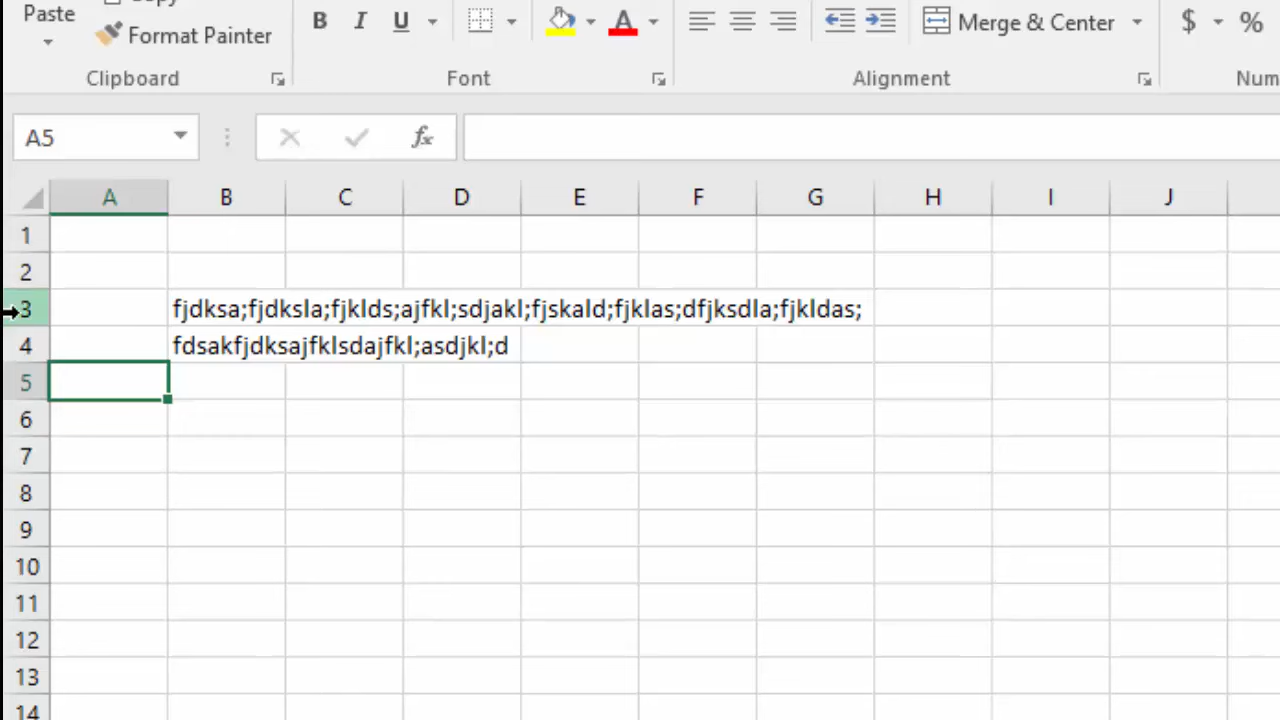 Paste
Copy
Format Painter
B I U A
Merge & Center
$ %
Clipboard
Font
Alignment
Num
A5
fx
A B C D E F G H I J
1
2
3 fjdksa;fjdksla;fjklds;ajfkl;sdjakl;fjskald;fjklas;dfjksdla;fjkldas;
4 fdsakfjdksajfklsdajfkl;asdjkl;d
5
6
7
8
9
10
11
12
13
14